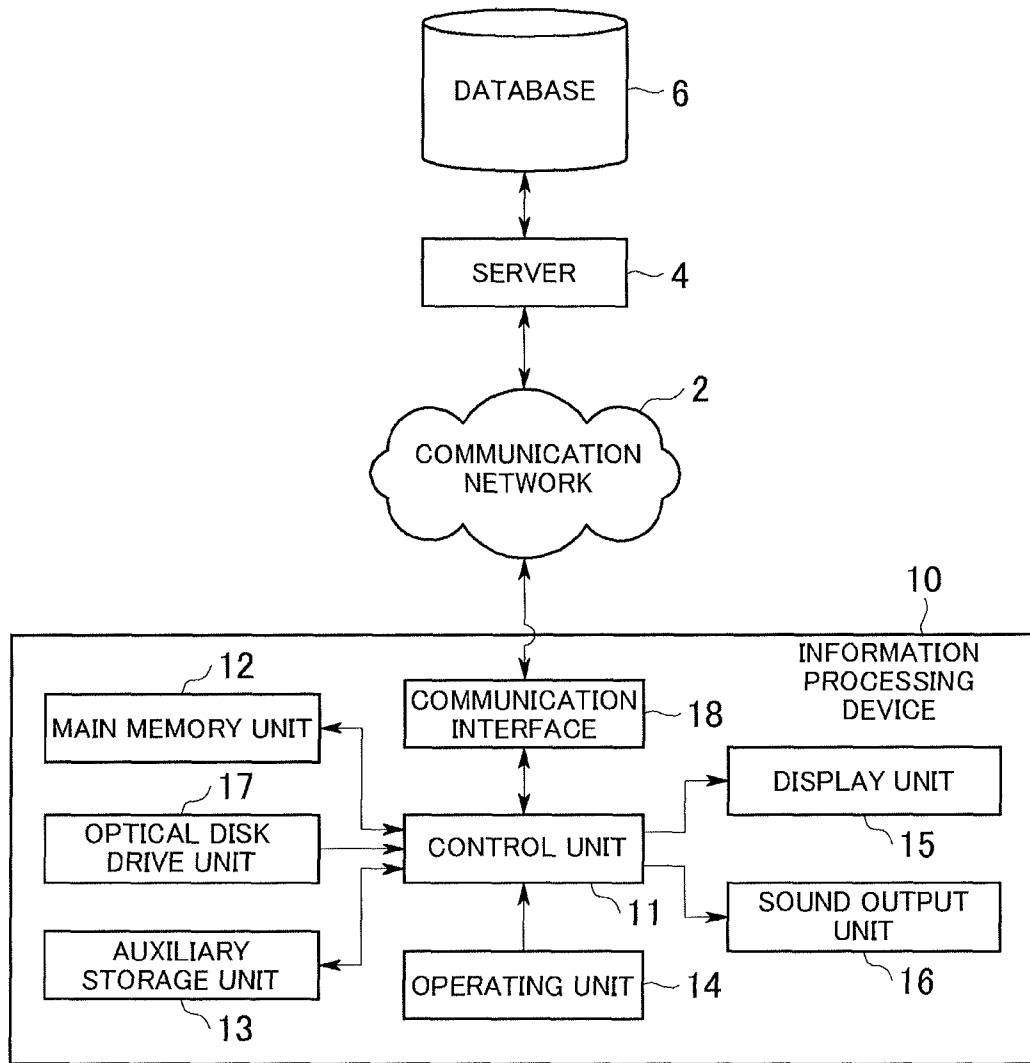 DATABASE
6
SERVER
4
2
COMMUNICATION
NETWORK
10
INFORMATION
PROCESSING
DEVICE
12
MAIN MEMORY UNIT
COMMUNICATION
INTERFACE
18
17
OPTICAL DISK
DRIVE UNIT
CONTROL UNIT
11
DISPLAY UNIT
15
AUXILIARY
STORAGE UNIT
13
OPERATING UNIT
14
SOUND OUTPUT
UNIT
16